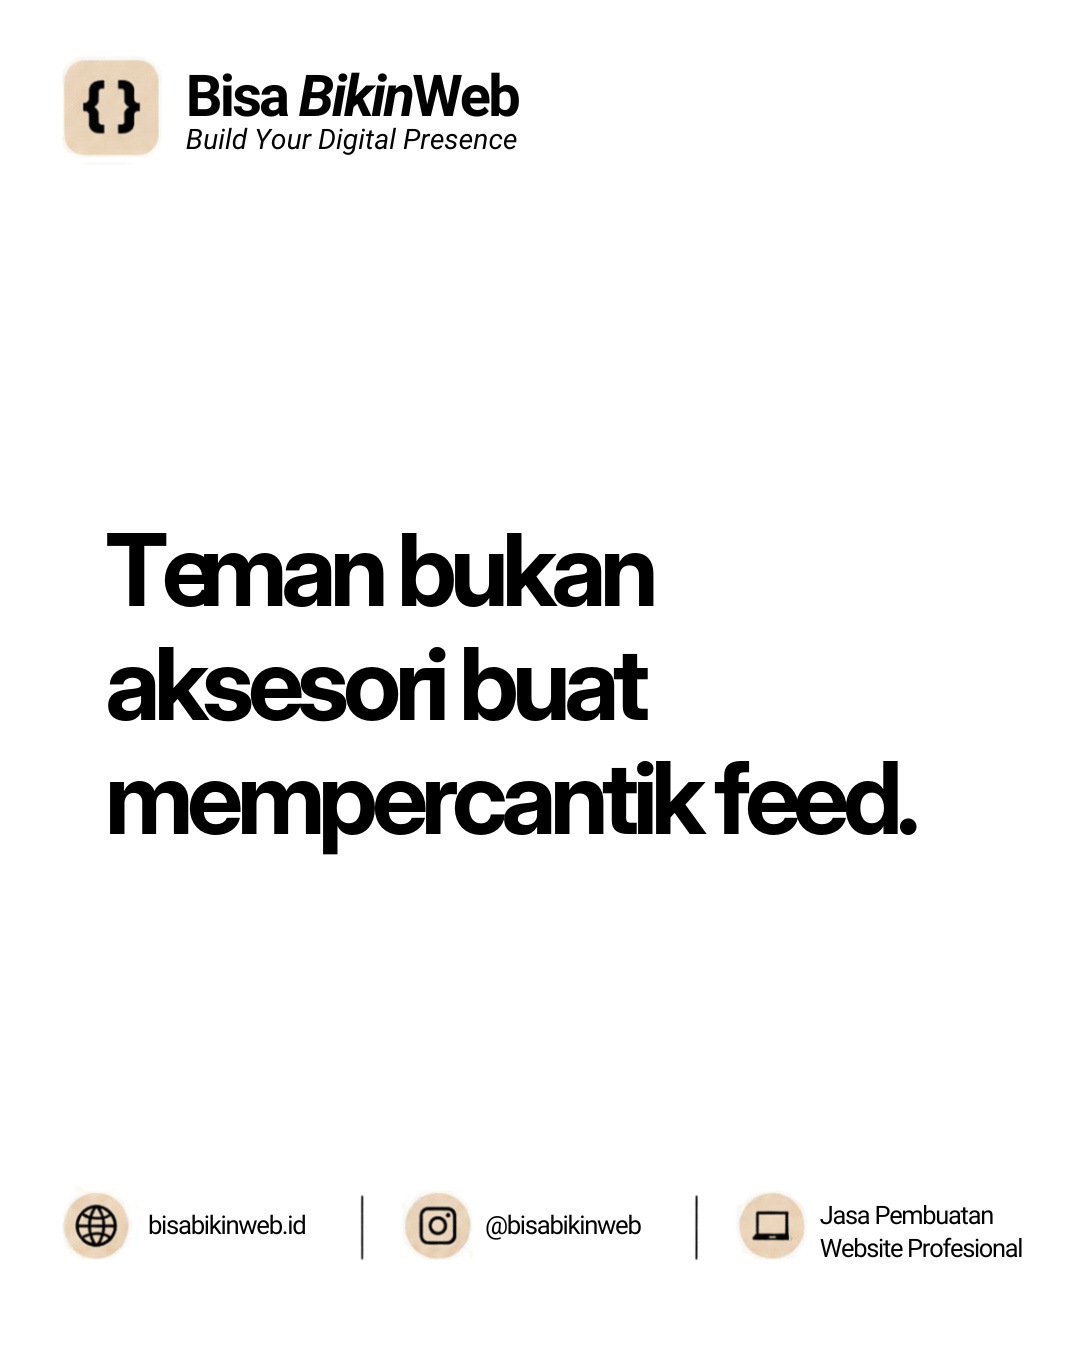 { }
Bisa BikinWeb
Build Your Digital Presence
Teman bukan
aksesori buat
mempercantik feed.
bisabikinweb.id
@bisabikinweb
Jasa Pembuatan
Website Profesional